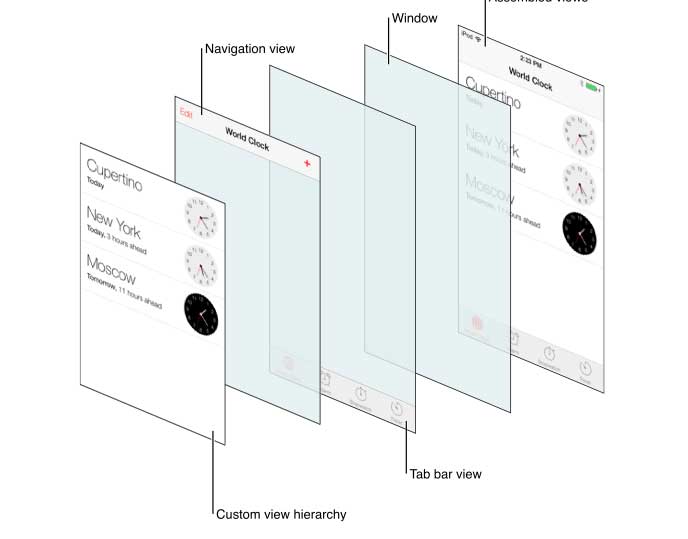 Assembled views
Window
Navigation view
iPod
2:33 PM
World Clock
Cupertino
Today
New York
Today, 3 hours ahead
Moscow
Tomorrow, 11 hours ahead
Edit
World Clock
+
Cupertino
Today
New York
Today, 3 hours ahead
Moscow
Tomorrow, 11 hours ahead
Tab bar view
Custom view hierarchy